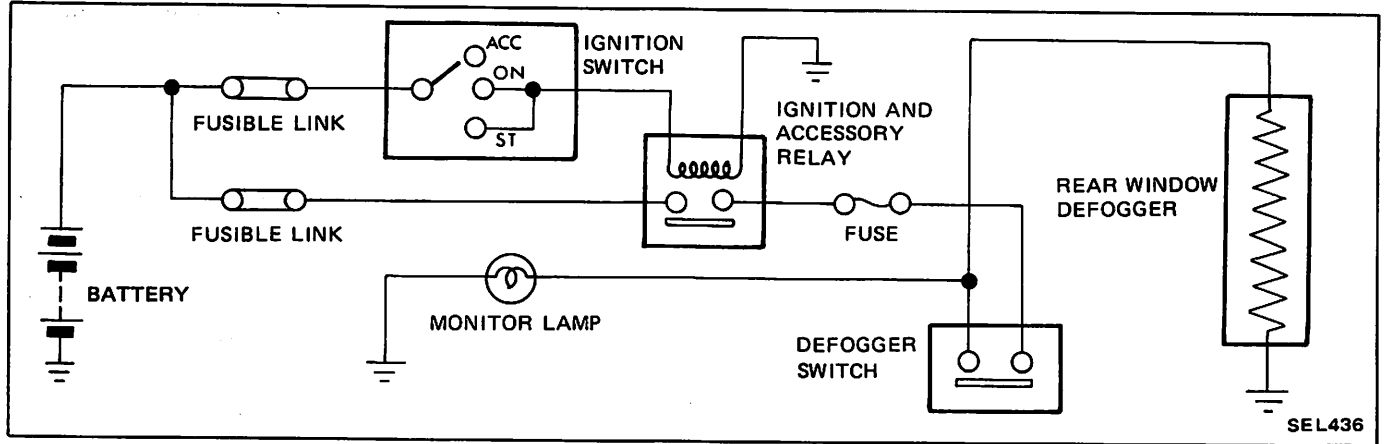 ACC
IGNITION
SWITCH
ON
ST
FUSIBLE LINK
IGNITION AND
ACCESSORY
RELAY
REAR WINDOW
DEFOGGER
FUSIBLE LINK
FUSE
BATTERY
MONITOR LAMP
DEFOGGER
SWITCH
SEL436